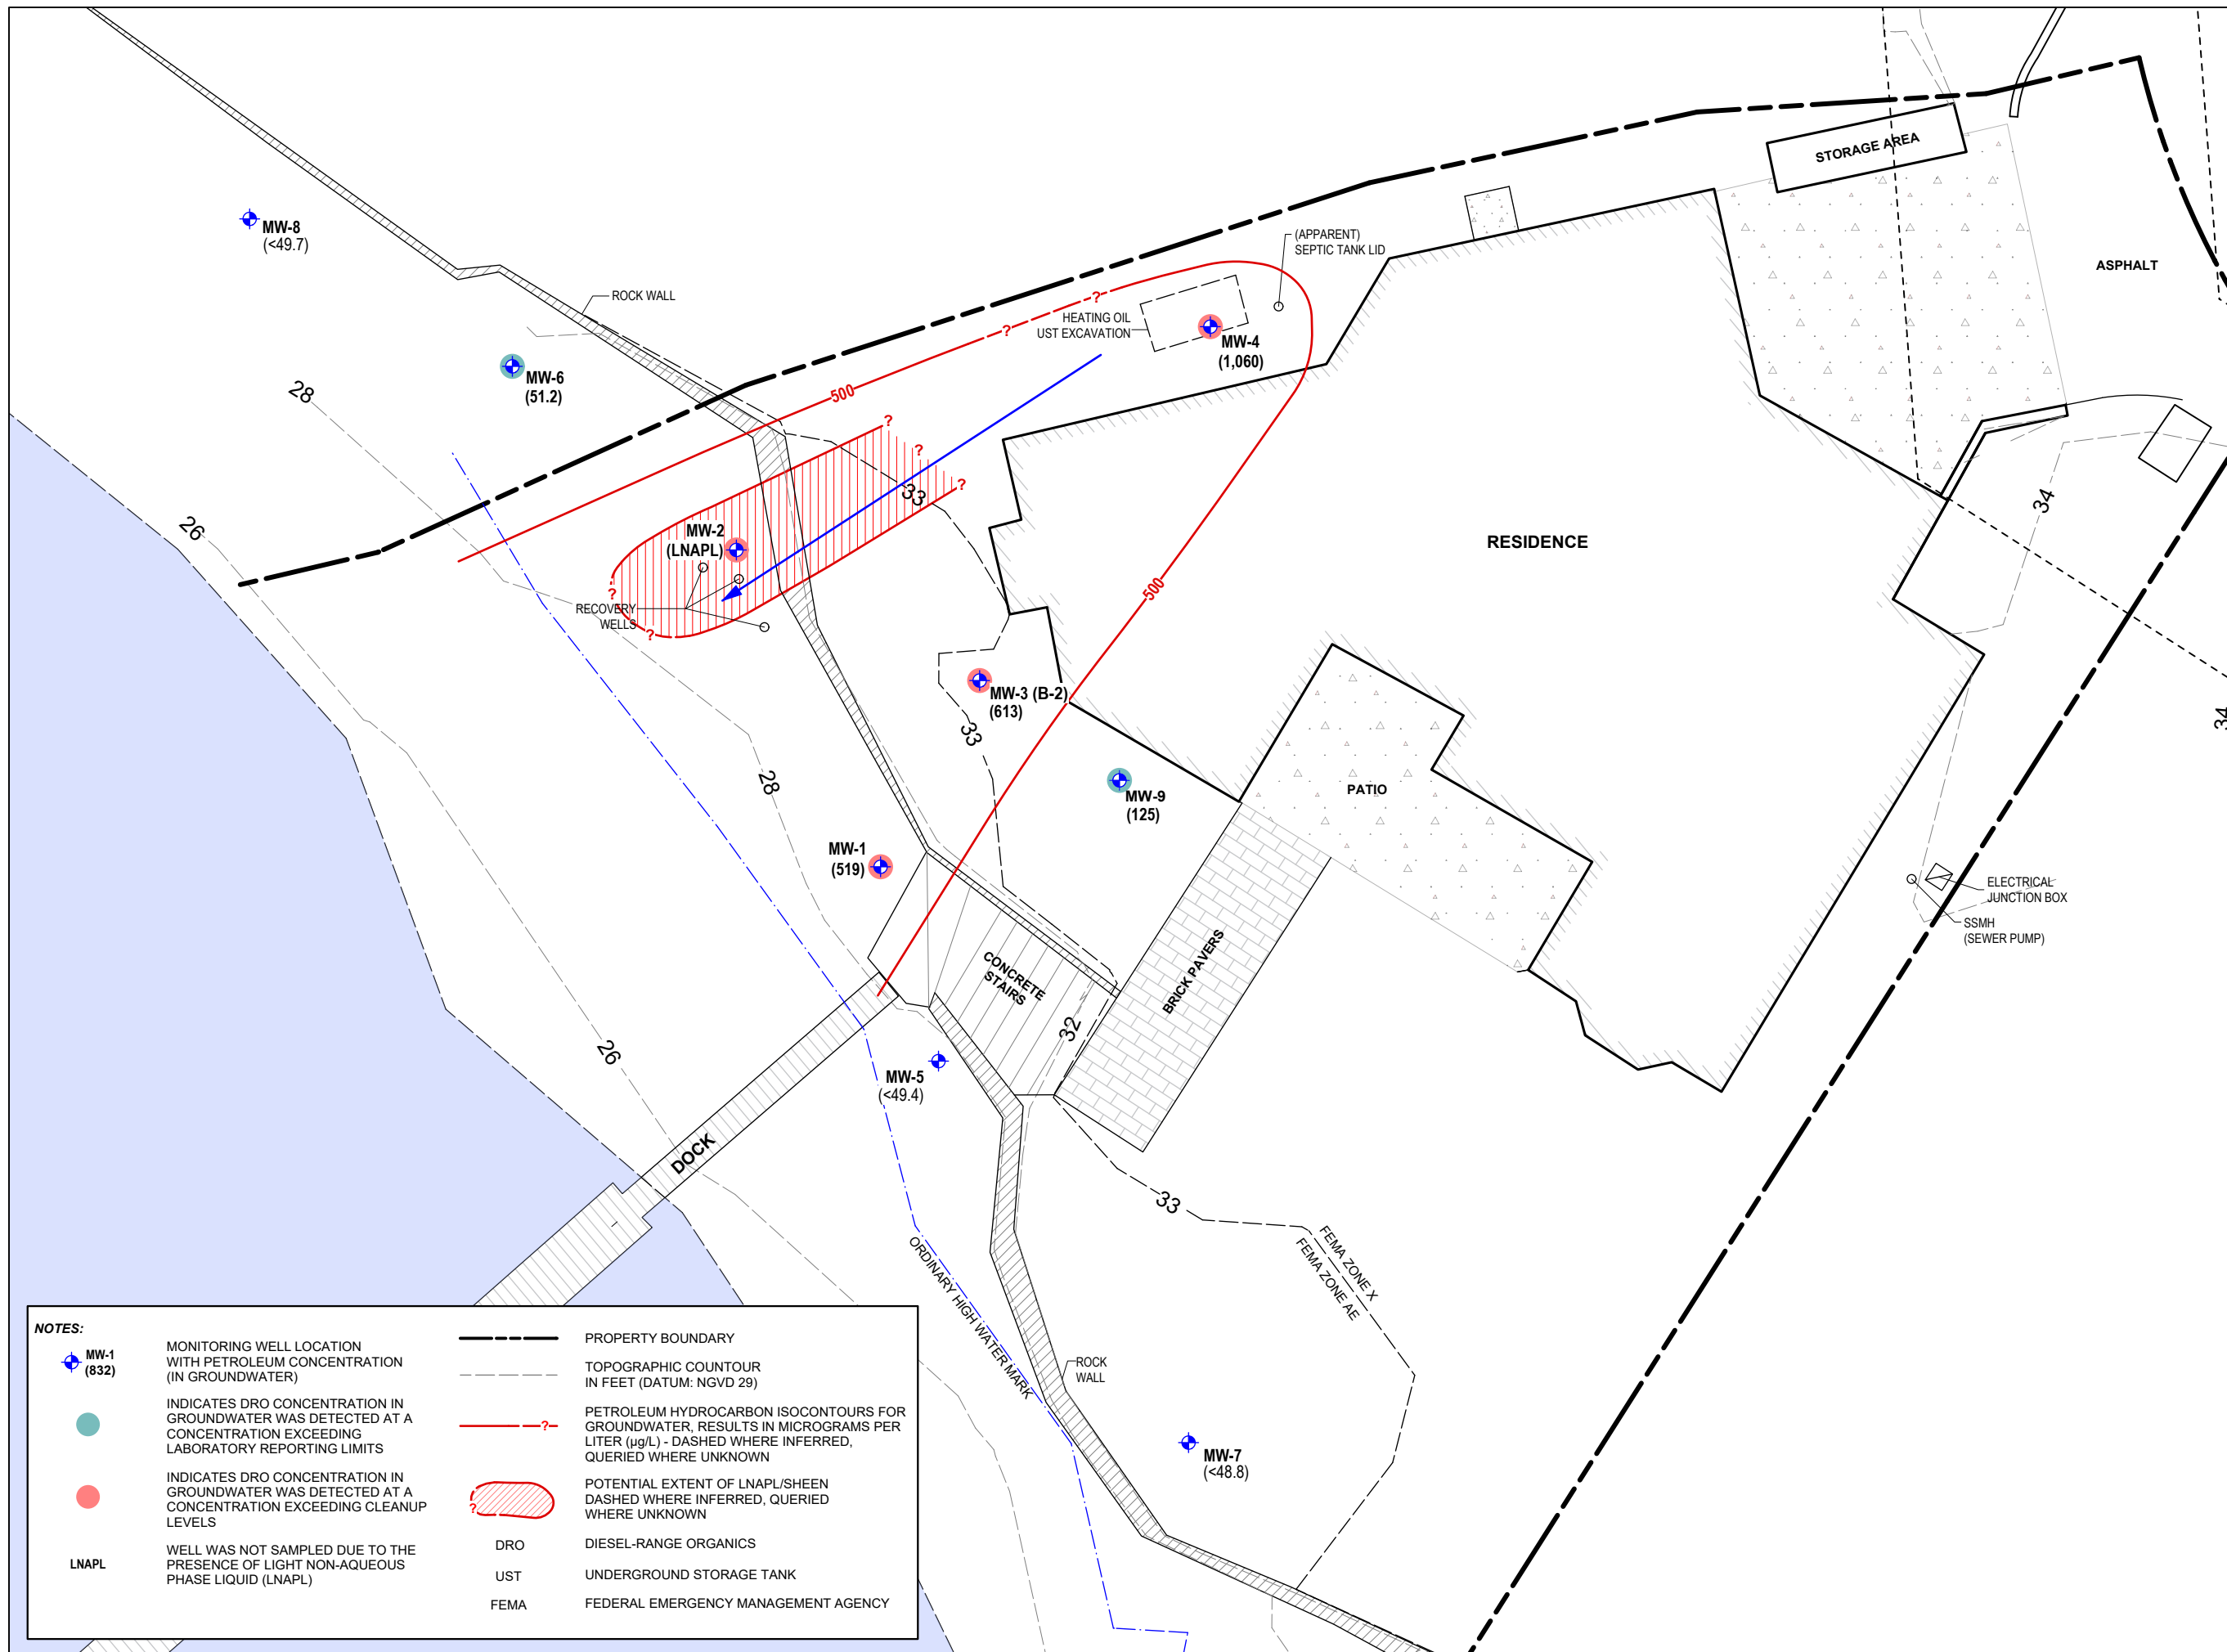 STORAGE AREA
ASPHALT
MW-8
(<49.7)
(APPARENT)
SEPTIC TANK LID
ROCK WALL
HEATING OIL
UST EXCAVATION
MW-4
(1,060)
?
?
500
MW-6
(51.2)
28
?
?
?
33
26
MW-2
(LNAPL)
RESIDENCE
34
RECOVERY
WELLS
?
?
500
MW-3 (B-2)
(613)
33
34
28
MW-9
(125)
PATIO
MW-1
(519)
ELECTRICAL
JUNCTION BOX
SSMH
(SEWER PUMP)
BRICK PAVERS
CONCRETE
STAIRS
32
26
MW-5
(<49.4)
DOCK
33
FEMA ZONE X
FEMA ZONE AE
ORDINARY HIGH WATER MARK
ROCK
WALL
MW-7
(<48.8)
NOTES:
MW-1
(832)
MONITORING WELL LOCATION
WITH PETROLEUM CONCENTRATION
(IN GROUNDWATER)
INDICATES DRO CONCENTRATION IN
GROUNDWATER WAS DETECTED AT A
CONCENTRATION EXCEEDING
LABORATORY REPORTING LIMITS
INDICATES DRO CONCENTRATION IN
GROUNDWATER WAS DETECTED AT A
CONCENTRATION EXCEEDING CLEANUP
LEVELS
LNAPL
WELL WAS NOT SAMPLED DUE TO THE
PRESENCE OF LIGHT NON-AQUEOUS
PHASE LIQUID (LNAPL)
PROPERTY BOUNDARY
TOPOGRAPHIC COUNTOUR
IN FEET (DATUM: NGVD 29)
?
PETROLEUM HYDROCARBON ISOCONTOURS FOR
GROUNDWATER, RESULTS IN MICROGRAMS PER
LITER (µg/L) - DASHED WHERE INFERRED,
QUERIED WHERE UNKNOWN
?
POTENTIAL EXTENT OF LNAPL/SHEEN
DASHED WHERE INFERRED, QUERIED
WHERE UNKNOWN
DRO
DIESEL-RANGE ORGANICS
UST
UNDERGROUND STORAGE TANK
FEMA
FEDERAL EMERGENCY MANAGEMENT AGENCY